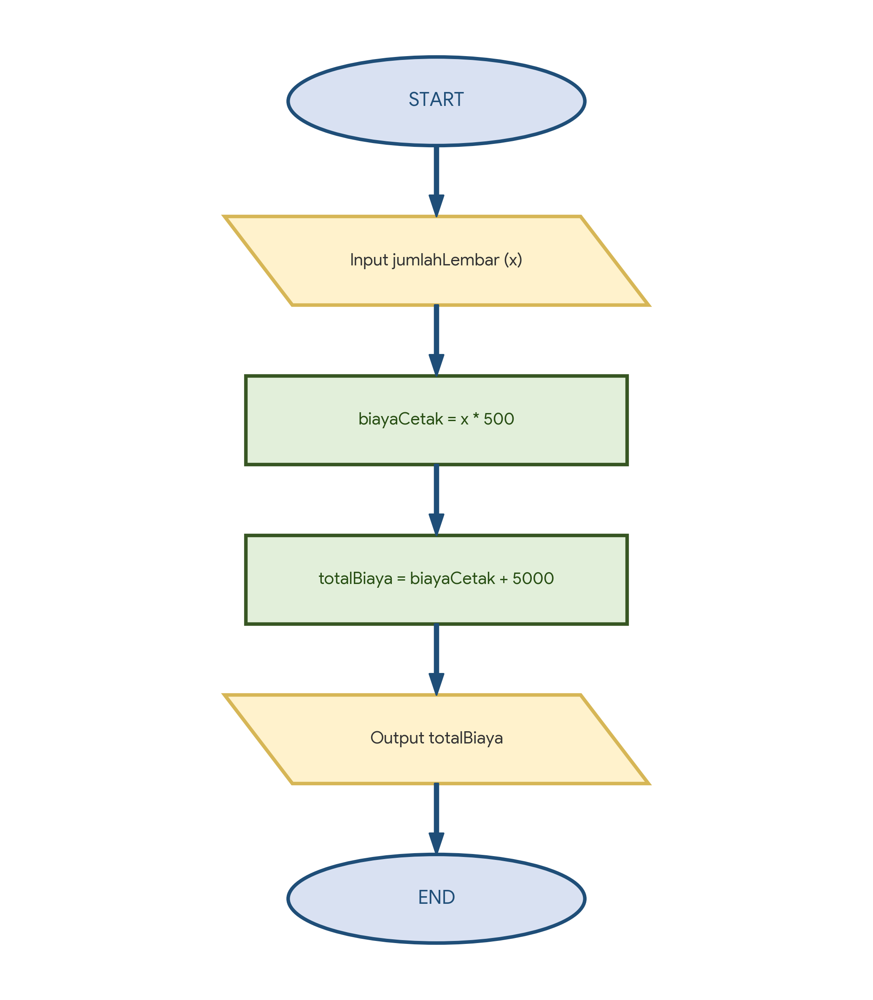 START
Input jumlahLembar (x)
biayaCetak = x * 500
totalBiaya = biayaCetak + 5000
Output totalBiaya
END